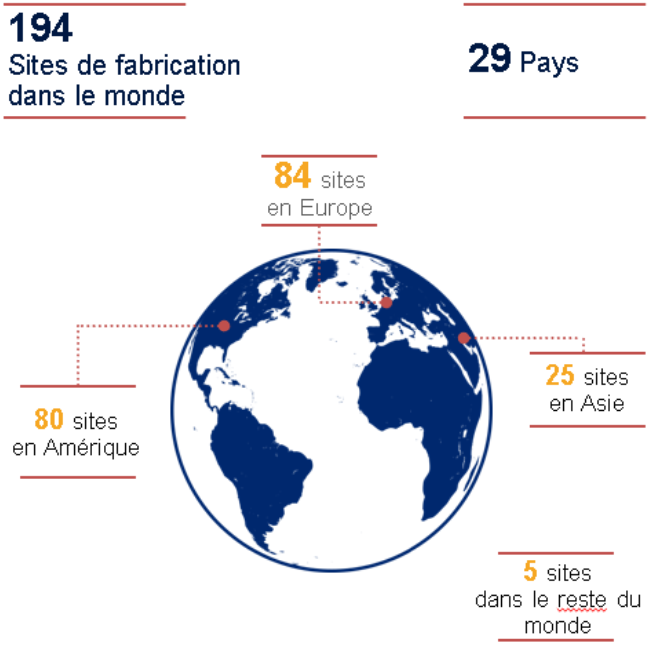 194
Sites de fabrication
dans le monde
29 Pays
84 sites
en Europe
80 sites
en Amérique
25 sites
en Asie
5 sites
dans le reste du
monde